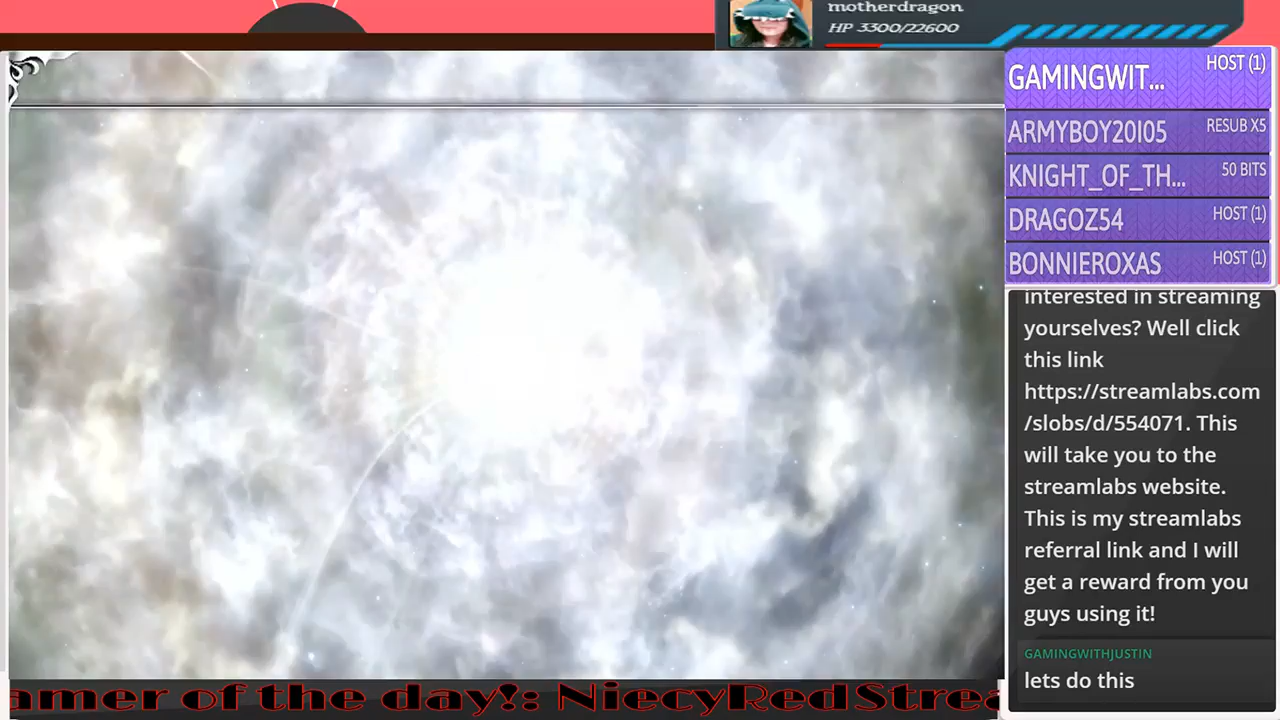 motherdragon
HP 3300/22600
GAMINGWIT... HOST (1)
ARMYBOY20105 RESUB X5
KNIGHT_OF_TH... 50 BITS
DRAGOZ54 HOST (1)
BONNIEROXAS HOST (1)
interested in streaming
yourselves? Well click
this link
https://streamlabs.com
/slobs/d/554071. This
will take you to the
streamlabs website.
This is my streamlabs
referral link and I will
get a reward from you
guys using it!
GAMINGWITHJUSTIN
lets do this
amer of the day!: NiecyRedStrea